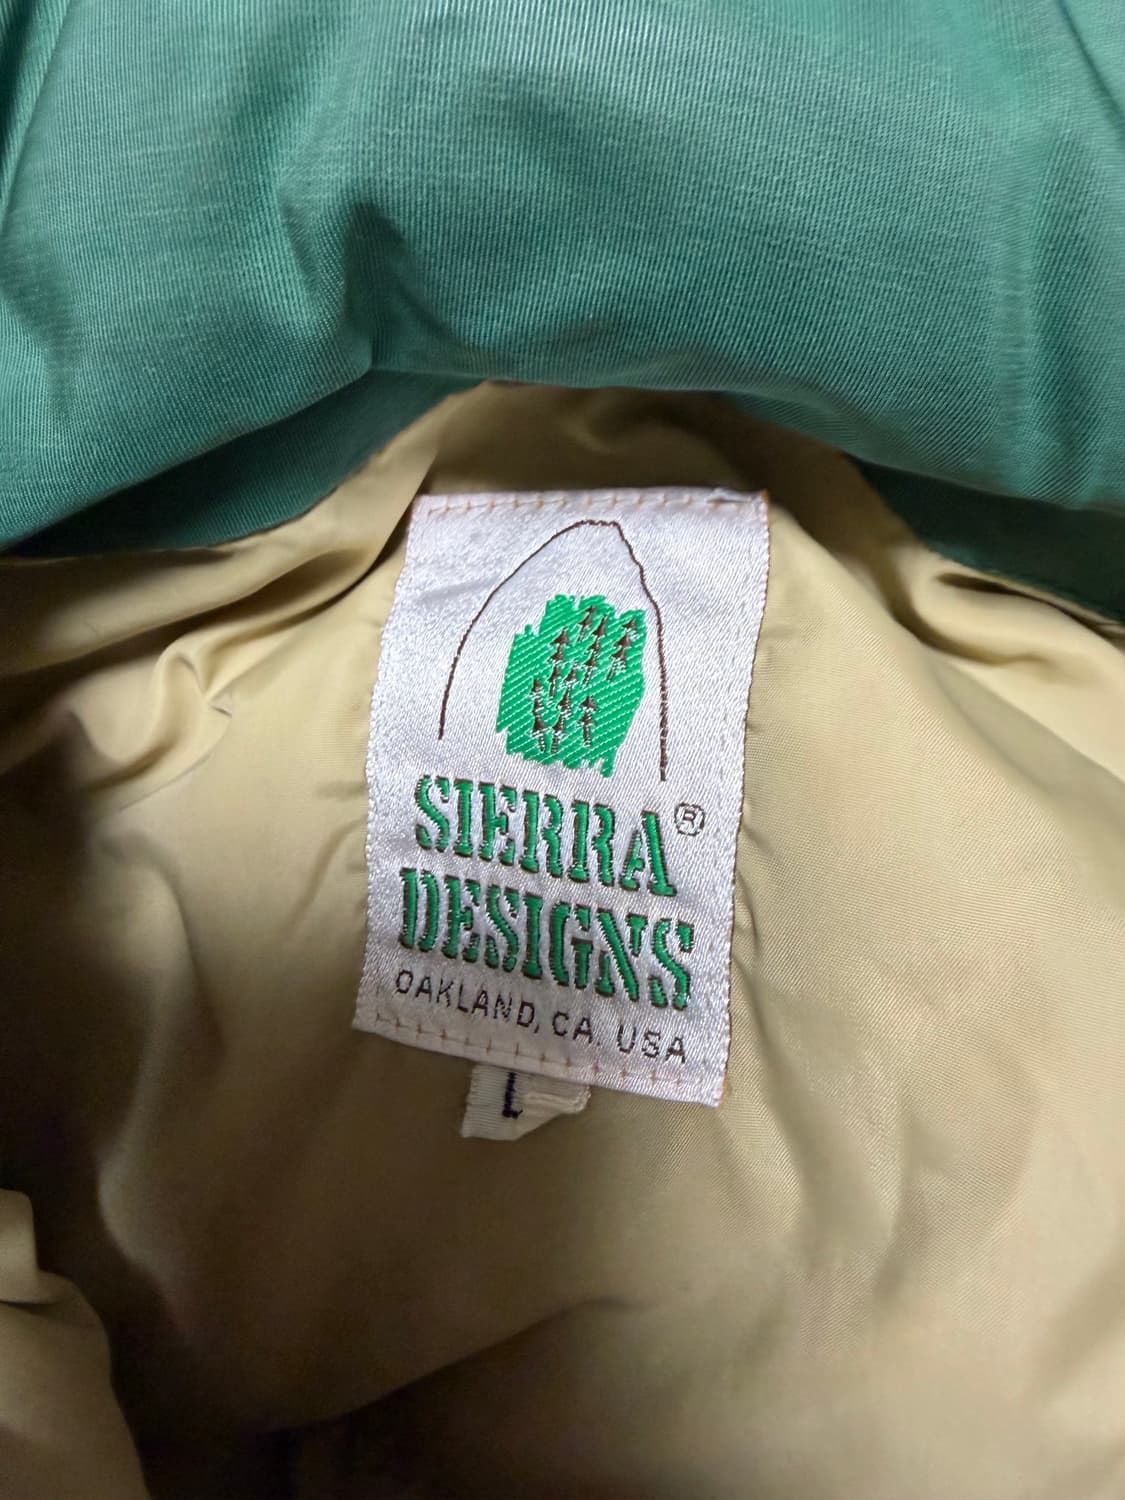 SIERRA®
DESIGNS
OAKLAND, CA. USA
L